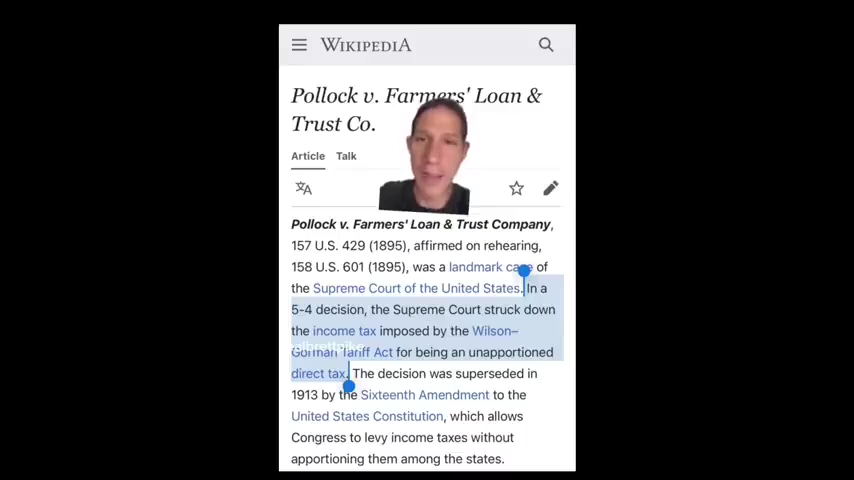 WIKIPEDIA
Pollock v. Farmers' Loan &
Trust Co.
Article Talk
Pollock v. Farmers' Loan & Trust Company,
157 U.S. 429 (1895), affirmed on rehearing,
158 U.S. 601 (1895), was a landmark case of
the Supreme Court of the United States. In a
5-4 decision, the Supreme Court struck down
the income tax imposed by the Wilson–
Gorman Tariff Act for being an unapportioned
direct tax. The decision was superseded in
1913 by the Sixteenth Amendment to the
United States Constitution, which allows
Congress to levy income taxes without
apportioning them among the states.